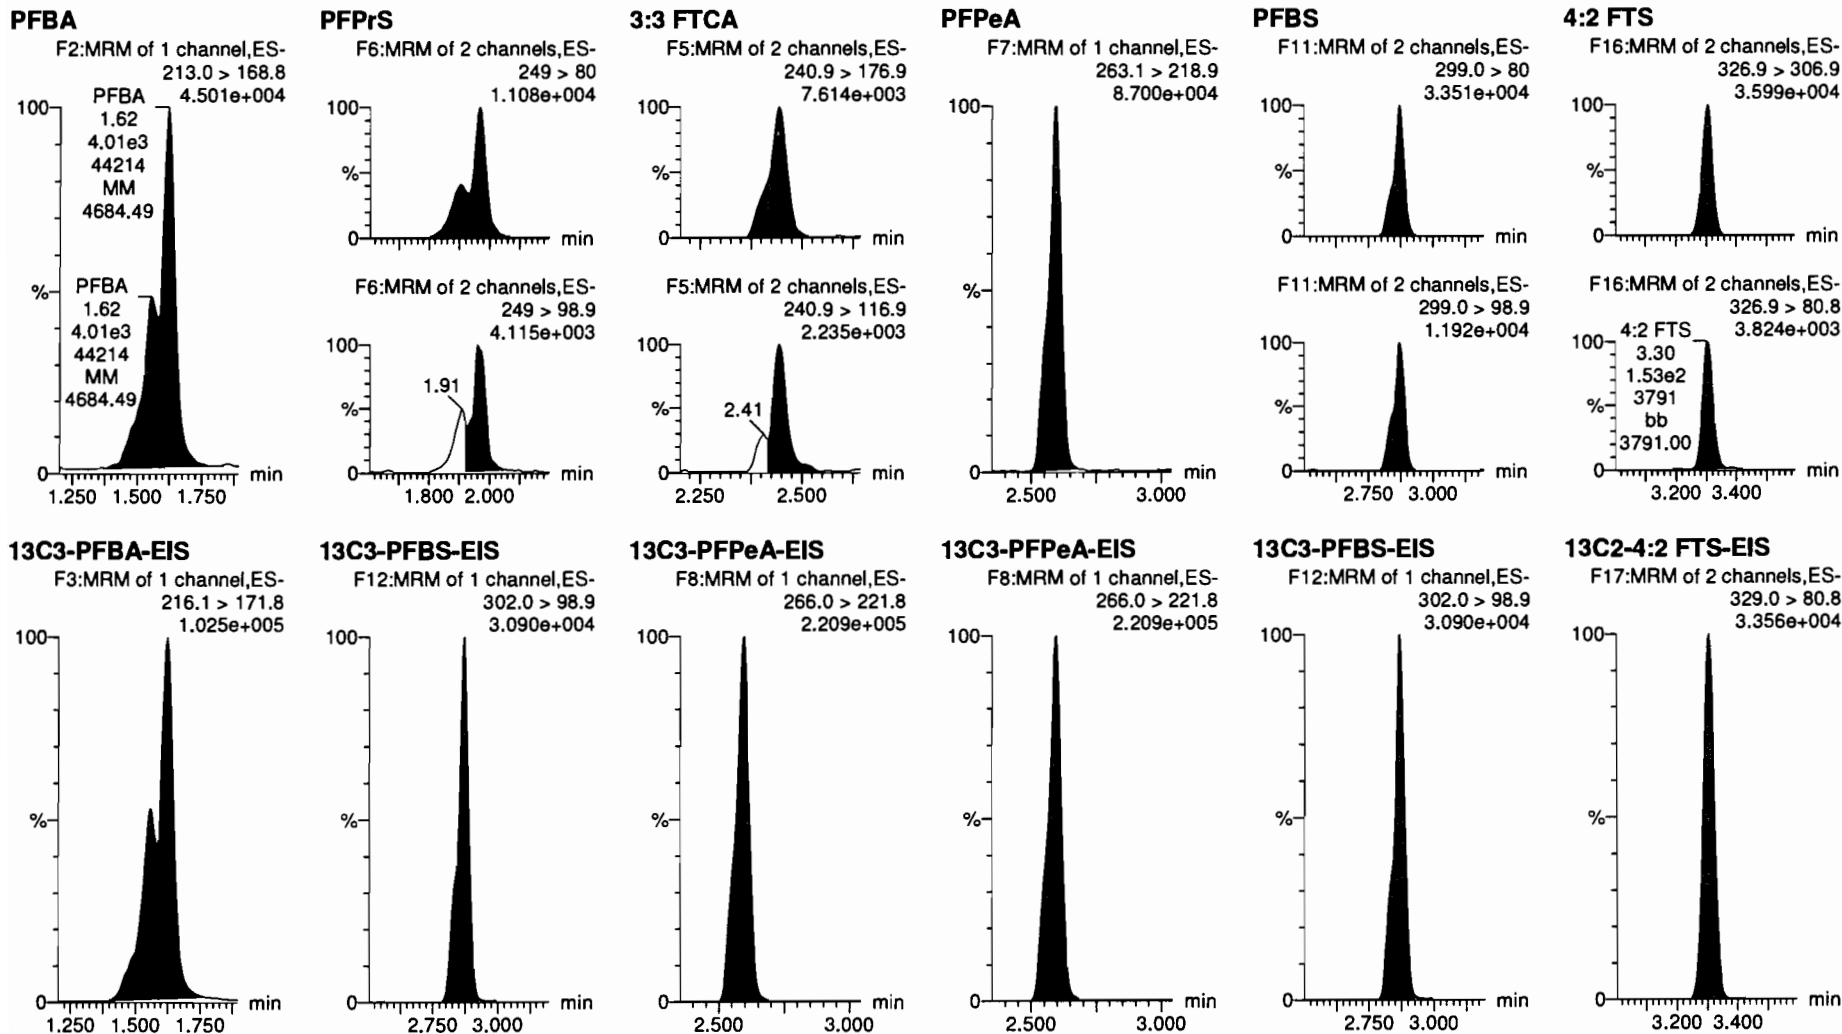 PFBA
F2:MRM of 1 channel,ES-
213.0 > 168.8
4.501e+004
100
PFBA
1.62
4.01e3
44214
MM
4684.49
PFBA
1.62
4.01e3
44214
MM
4684.49
%
0
min
1.250 1.500 1.750
PFPrS
F6:MRM of 2 channels,ES-
249 > 80
1.108e+004
100
%
0
min
F6:MRM of 2 channels,ES-
249 > 98.9
4.115e+003
100
1.91
%
0
min
1.800 2.000
3:3 FTCA
F5:MRM of 2 channels,ES-
240.9 > 176.9
7.614e+003
100
%
0
min
F5:MRM of 2 channels,ES-
240.9 > 116.9
2.235e+003
100
2.41
%
0
min
2.250 2.500
PFPeA
F7:MRM of 1 channel,ES-
263.1 > 218.9
8.700e+004
100
%
0
min
2.500 3.000
PFBS
F11:MRM of 2 channels,ES-
299.0 > 80
3.351e+004
100
%
0
min
F11:MRM of 2 channels,ES-
299.0 > 98.9
1.192e+004
100
%
0
min
2.750 3.000
4:2 FTS
F16:MRM of 2 channels,ES-
326.9 > 306.9
3.599e+004
100
%
0
min
F16:MRM of 2 channels,ES-
326.9 > 80.8
3.824e+003
100
4:2 FTS
3.30
1.53e2
3791
bb
3791.00
%
0
min
3.200 3.400
13C3-PFBA-EIS
F3:MRM of 1 channel,ES-
216.1 > 171.8
1.025e+005
100
%
0
min
1.250 1.500 1.750
13C3-PFBS-EIS
F12:MRM of 1 channel,ES-
302.0 > 98.9
3.090e+004
100
%
0
min
2.750 3.000
13C3-PFPeA-EIS
F8:MRM of 1 channel,ES-
266.0 > 221.8
2.209e+005
100
%
0
min
2.500 3.000
13C3-PFPeA-EIS
F8:MRM of 1 channel,ES-
266.0 > 221.8
2.209e+005
100
%
0
min
2.500 3.000
13C3-PFBS-EIS
F12:MRM of 1 channel,ES-
302.0 > 98.9
3.090e+004
100
%
0
min
2.750 3.000
13C2-4:2 FTS-EIS
F17:MRM of 2 channels,ES-
329.0 > 80.8
3.356e+004
100
%
0
min
3.200 3.400